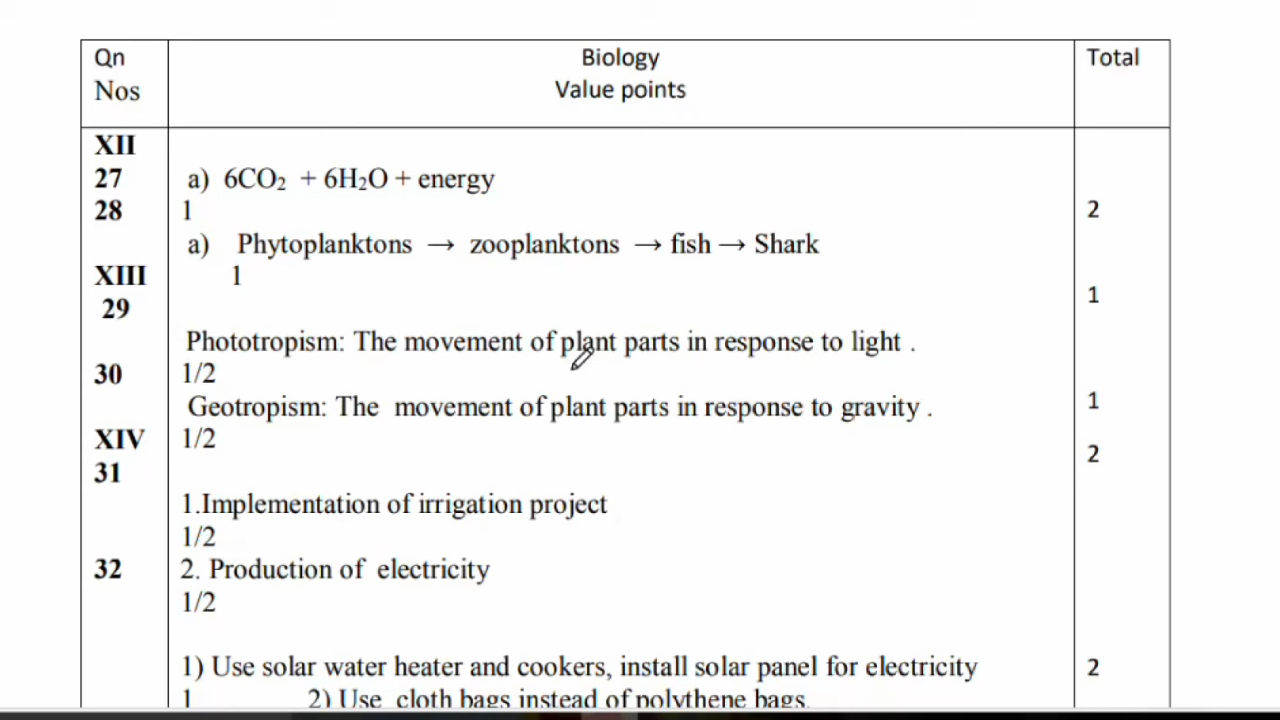 Qn Biology Total
Nos Value points
XII
27 a) 6CO₂ + 6H₂O + energy
28 1 2
a) Phytoplanktons → zooplanktons → fish → Shark
XIII 1
29 1
Phototropism: The movement of plant parts in response to light .
30 1/2
Geotropism: The movement of plant parts in response to gravity . 1
XIV 1/2 2
31
1.Implementation of irrigation project
1/2
32 2. Production of electricity
1/2
1) Use solar water heater and cookers, install solar panel for electricity 2
1 2) Use cloth bags instead of polythene bags.